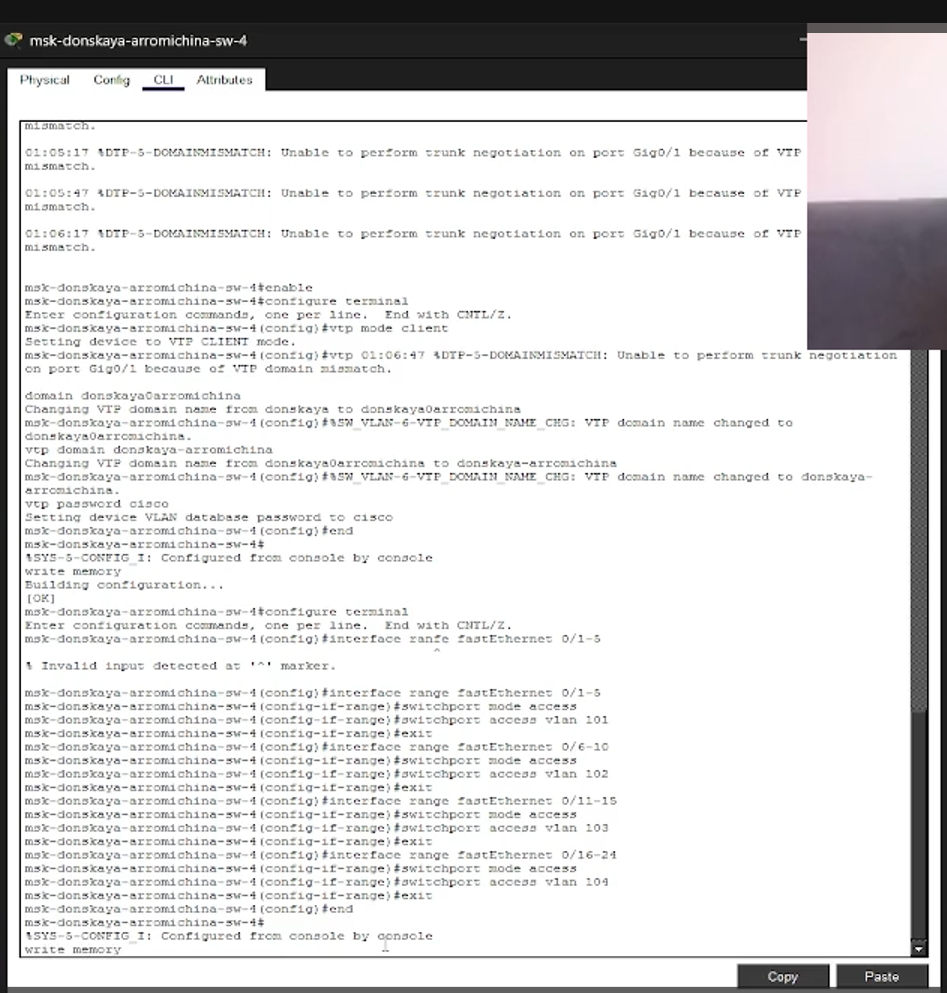 msk-donskaya-arromichina-sw-4
Physical Config CLI Attributes
mismatch.
01:05:17 %DTP-5-DOMAINMISMATCH: Unable to perform trunk negotiation on port Gig0/1 because of VTP
mismatch.
01:05:47 %DTP-5-DOMAINMISMATCH: Unable to perform trunk negotiation on port Gig0/1 because of VTP
mismatch.
01:06:17 %DTP-5-DOMAINMISMATCH: Unable to perform trunk negotiation on port Gig0/1 because of VTP
mismatch.
msk-donskaya-arromichina-sw-4#enable
msk-donskaya-arromichina-sw-4#configure terminal
Enter configuration commands, one per line. End with CNTL/Z.
msk-donskaya-arromichina-sw-4(config)#vtp mode client
Setting device to VTP CLIENT mode.
msk-donskaya-arromichina-sw-4(config)#vtp 01:06:47 %DTP-5-DOMAINMISMATCH: Unable to perform trunk negotiation
on port Gig0/1 because of VTP domain mismatch.
domain donskaya0arromichina
Changing VTP domain name from donskaya to donskaya0arromichina
msk-donskaya-arromichina-sw-4(config)#%SW_VLAN-6-VTP_DOMAIN_NAME_CHG: VTP domain name changed to
donskaya0arromichina.
vtp domain donskaya-arromichina
Changing VTP domain name from donskaya0arromichina to donskaya-arromichina
msk-donskaya-arromichina-sw-4(config)#%SW_VLAN-6-VTP_DOMAIN_NAME_CHG: VTP domain name changed to donskaya-
arromichina.
vtp password cisco
Setting device VLAN database password to cisco
msk-donskaya-arromichina-sw-4(config)#end
msk-donskaya-arromichina-sw-4#
%SYS-5-CONFIG_I: Configured from console by console
write memory
Building configuration...
[OK]
msk-donskaya-arromichina-sw-4#configure terminal
Enter configuration commands, one per line. End with CNTL/Z.
msk-donskaya-arromichina-sw-4(config)#interface ranfe fastEthernet 0/1-5
^
% Invalid input detected at '^' marker.
msk-donskaya-arromichina-sw-4(config)#interface range fastEthernet 0/1-5
msk-donskaya-arromichina-sw-4(config-if-range)#switchport mode access
msk-donskaya-arromichina-sw-4(config-if-range)#switchport access vlan 101
msk-donskaya-arromichina-sw-4(config-if-range)#exit
msk-donskaya-arromichina-sw-4(config)#interface range fastEthernet 0/6-10
msk-donskaya-arromichina-sw-4(config-if-range)#switchport mode access
msk-donskaya-arromichina-sw-4(config-if-range)#switchport access vlan 102
msk-donskaya-arromichina-sw-4(config-if-range)#exit
msk-donskaya-arromichina-sw-4(config)#interface range fastEthernet 0/11-15
msk-donskaya-arromichina-sw-4(config-if-range)#switchport mode access
msk-donskaya-arromichina-sw-4(config-if-range)#switchport access vlan 103
msk-donskaya-arromichina-sw-4(config-if-range)#exit
msk-donskaya-arromichina-sw-4(config)#interface range fastEthernet 0/16-24
msk-donskaya-arromichina-sw-4(config-if-range)#switchport mode access
msk-donskaya-arromichina-sw-4(config-if-range)#switchport access vlan 104
msk-donskaya-arromichina-sw-4(config-if-range)#exit
msk-donskaya-arromichina-sw-4(config)#end
msk-donskaya-arromichina-sw-4#
%SYS-5-CONFIG_I: Configured from console by console
write memory
Copy Paste